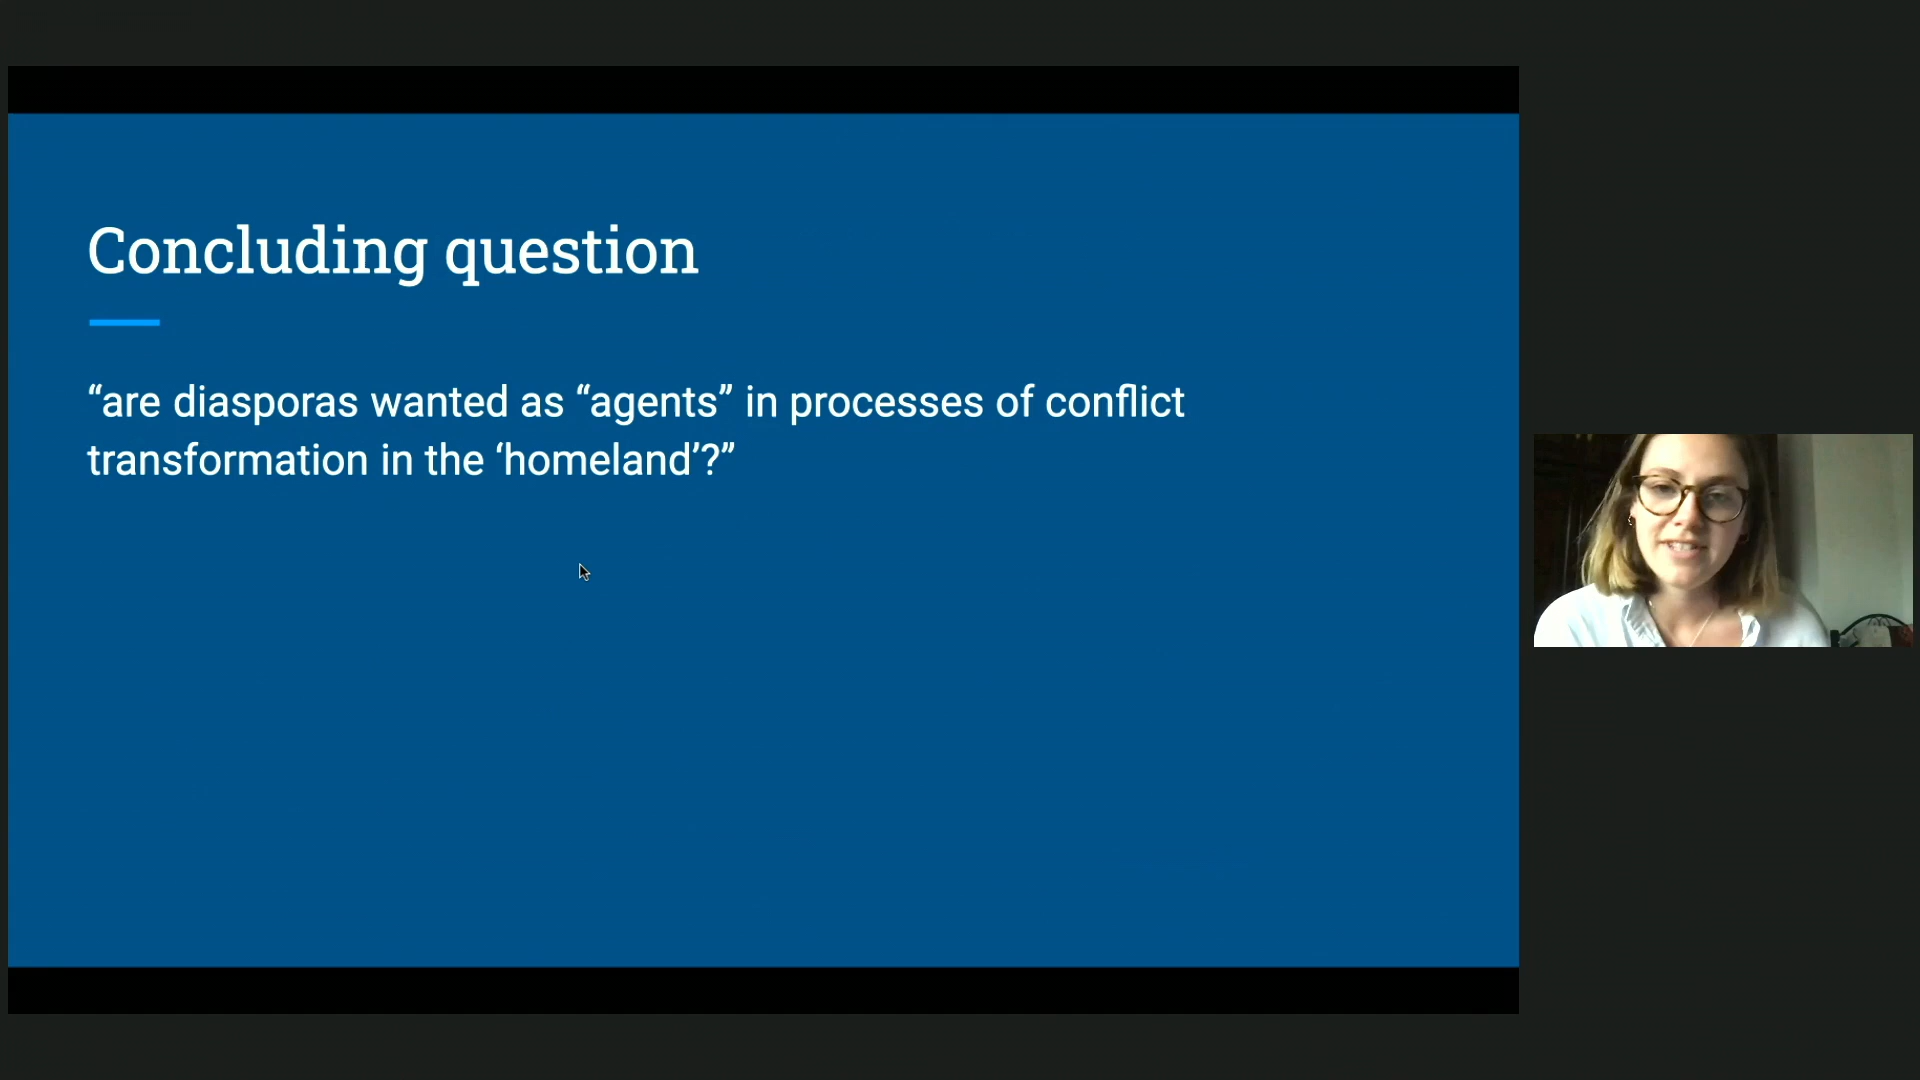 Concluding question
“are diasporas wanted as “agents” in processes of conflict
transformation in the ‘homeland’?”